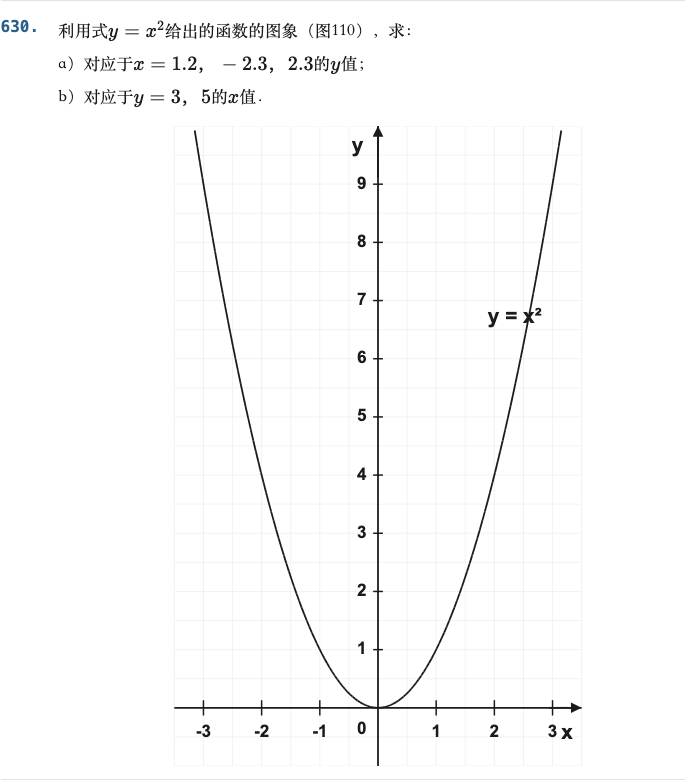 630. 利用式y = x²给出的函数的图象（图110），求：
a）对应于x = 1.2， － 2.3，2.3的y值；
b）对应于y = 3，5的x值.
y
9
8
7
y = x²
6
5
4
3
2
1
-3 -2 -1 0 1 2 3 x